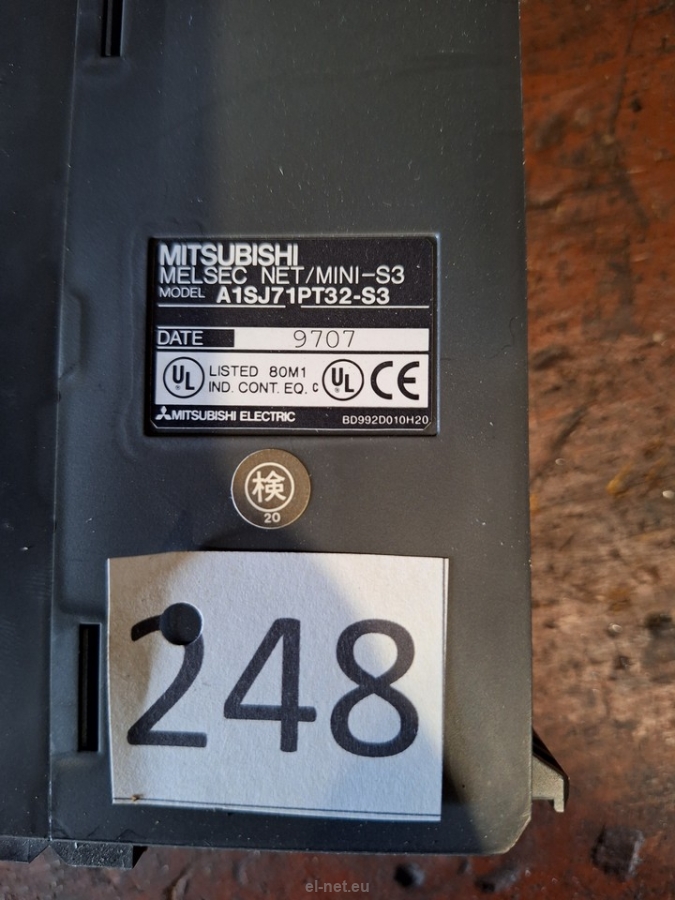 MITSUBISHI
MELSEC NET/MINI-S3
MODEL A1SJ71PT32-S3
DATE 9707
UL LISTED 80M1 IND. CONT. EQ. c UL CE
MITSUBISHI ELECTRIC BD992D010H20
検
20
248
el-net.eu